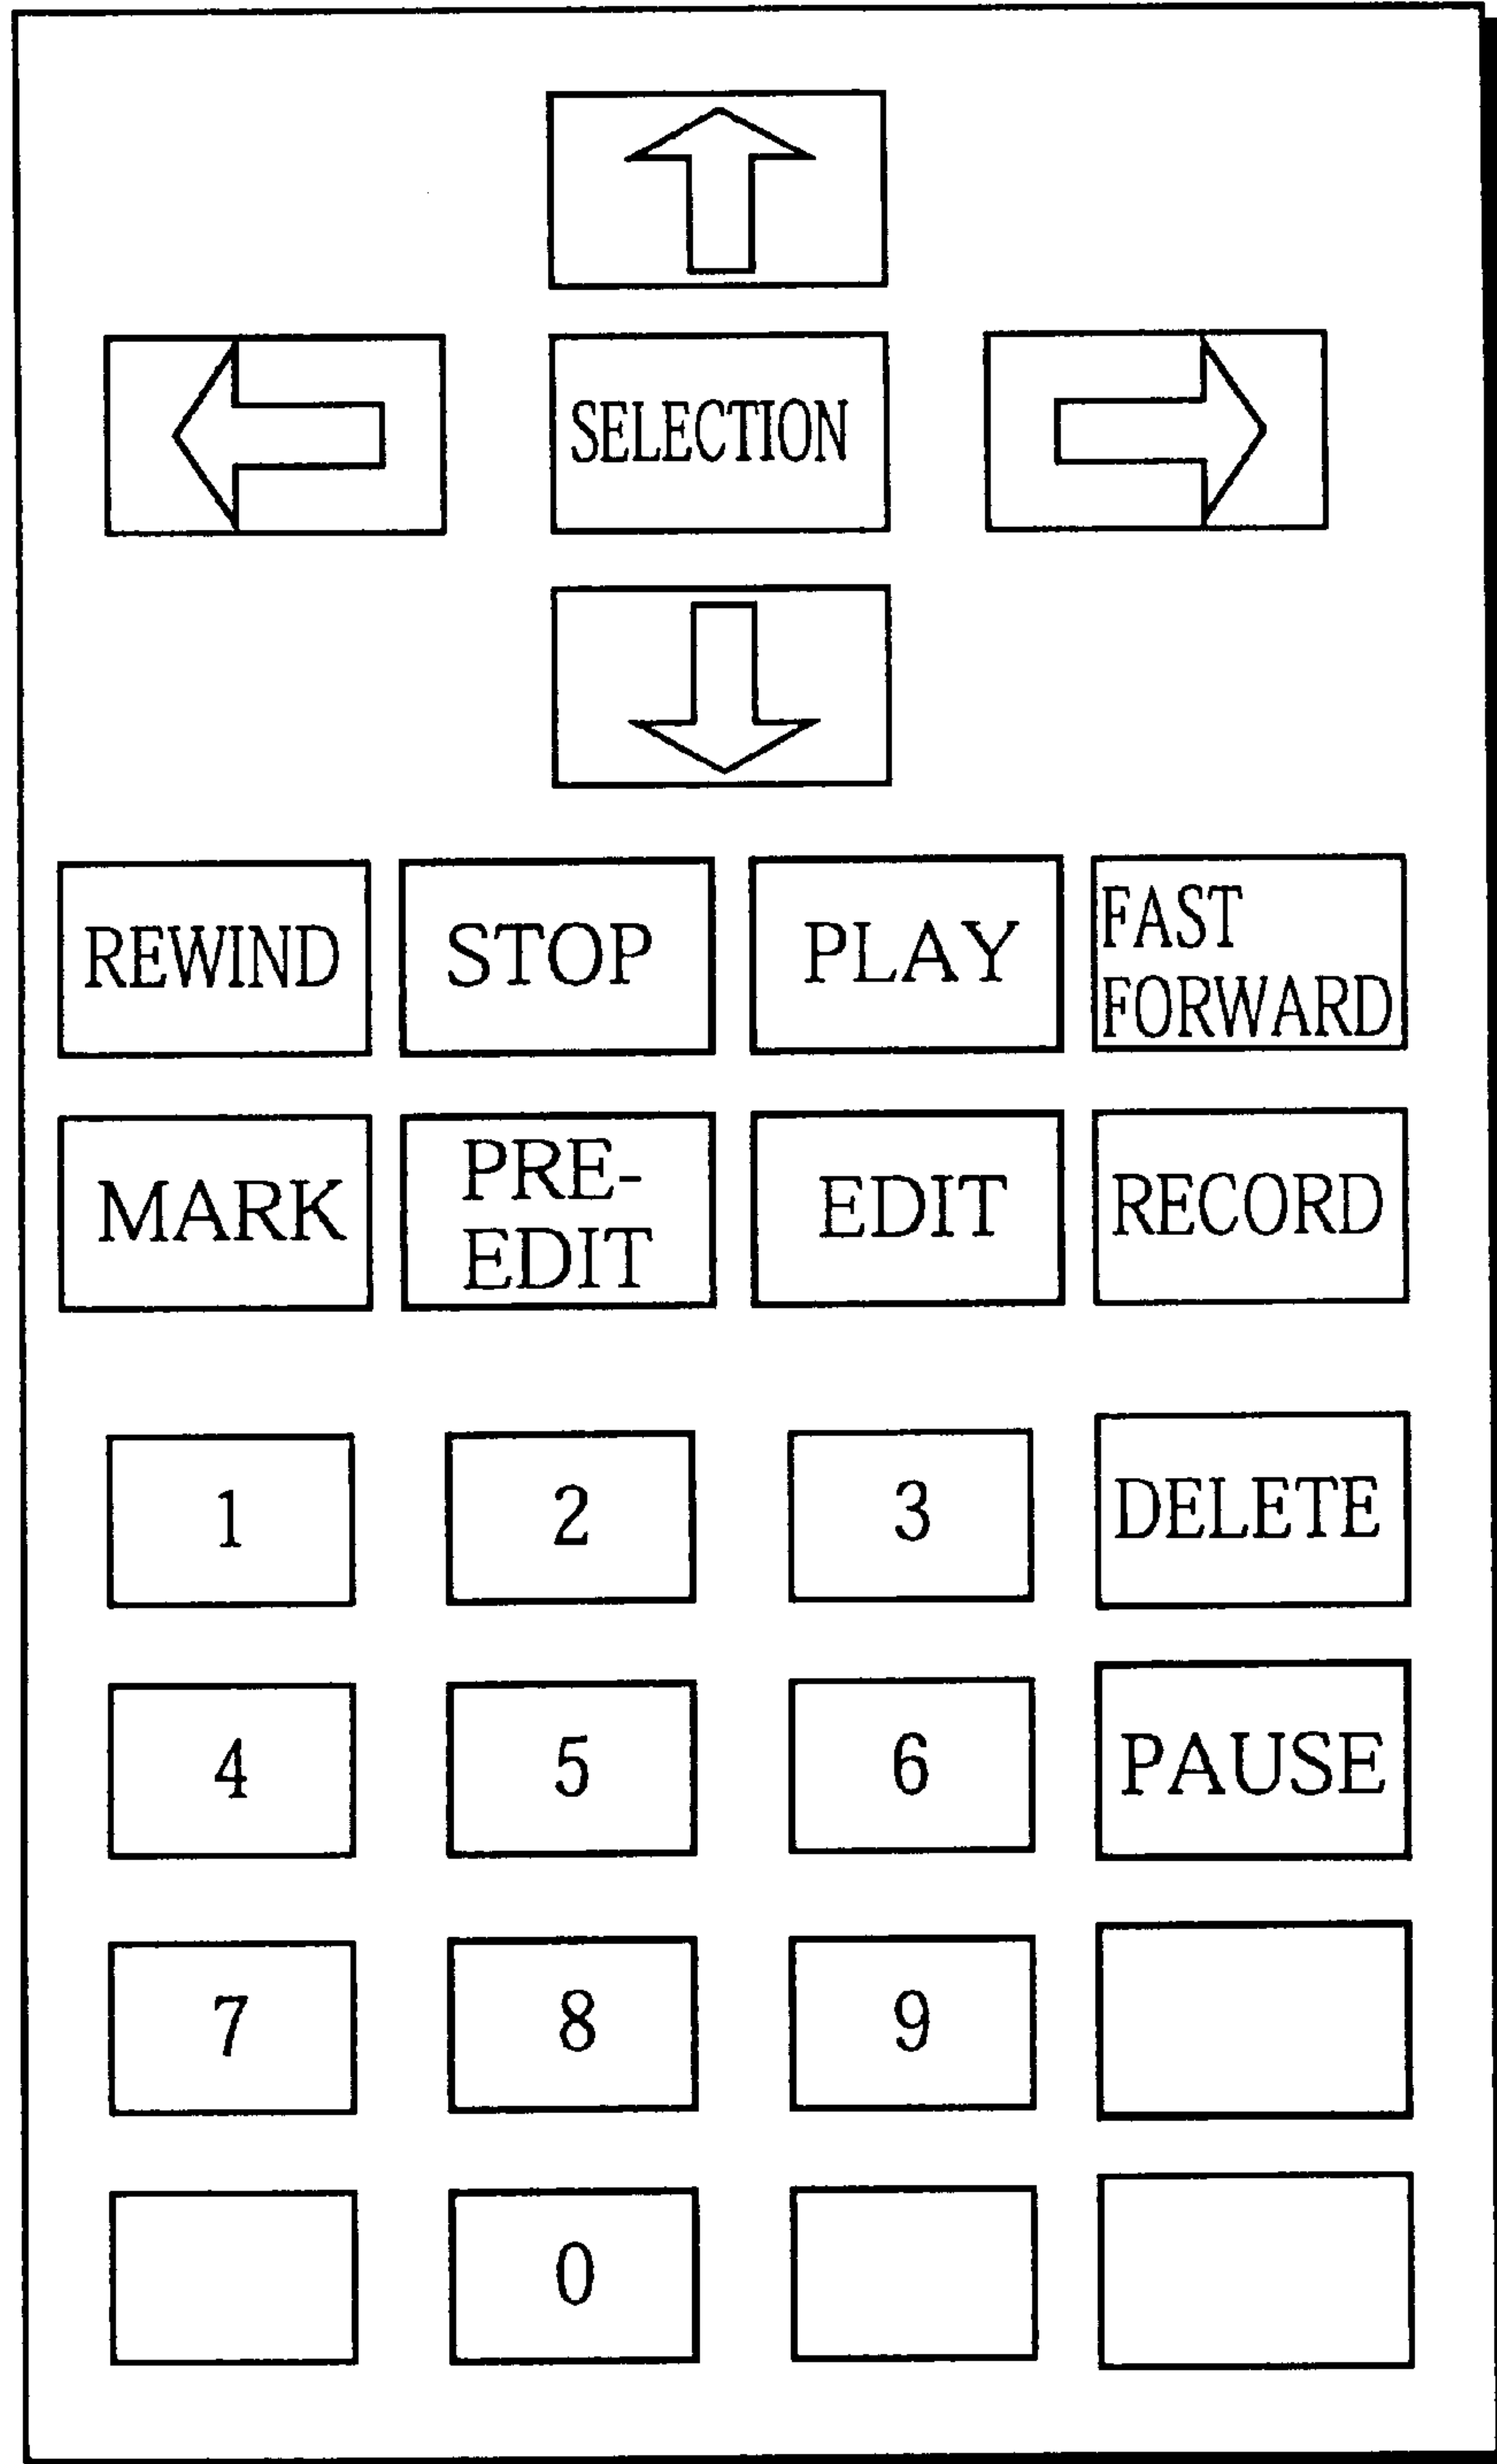 SELECTION
REWIND
STOP
PLAY
FAST
FORWARD
MARK
PRE-
EDIT
EDIT
RECORD
1
2
3
DELETE
4
5
6
PAUSE
7
8
9
0